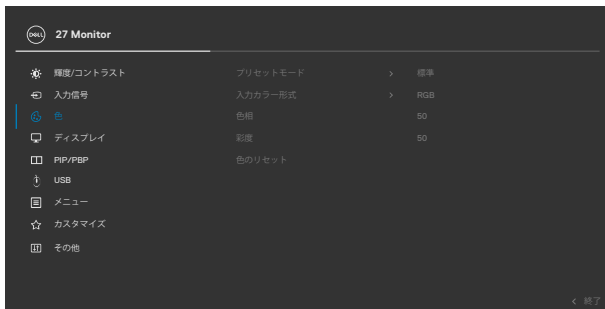 DELL 27 Monitor
輝度/コントラスト プリセットモード > 標準
入力信号 入力カラー形式 > RGB
色 色相 50
ディスプレイ 彩度 50
PIP/PBP 色のリセット
USB
メニュー
カスタマイズ
その他
< 終了